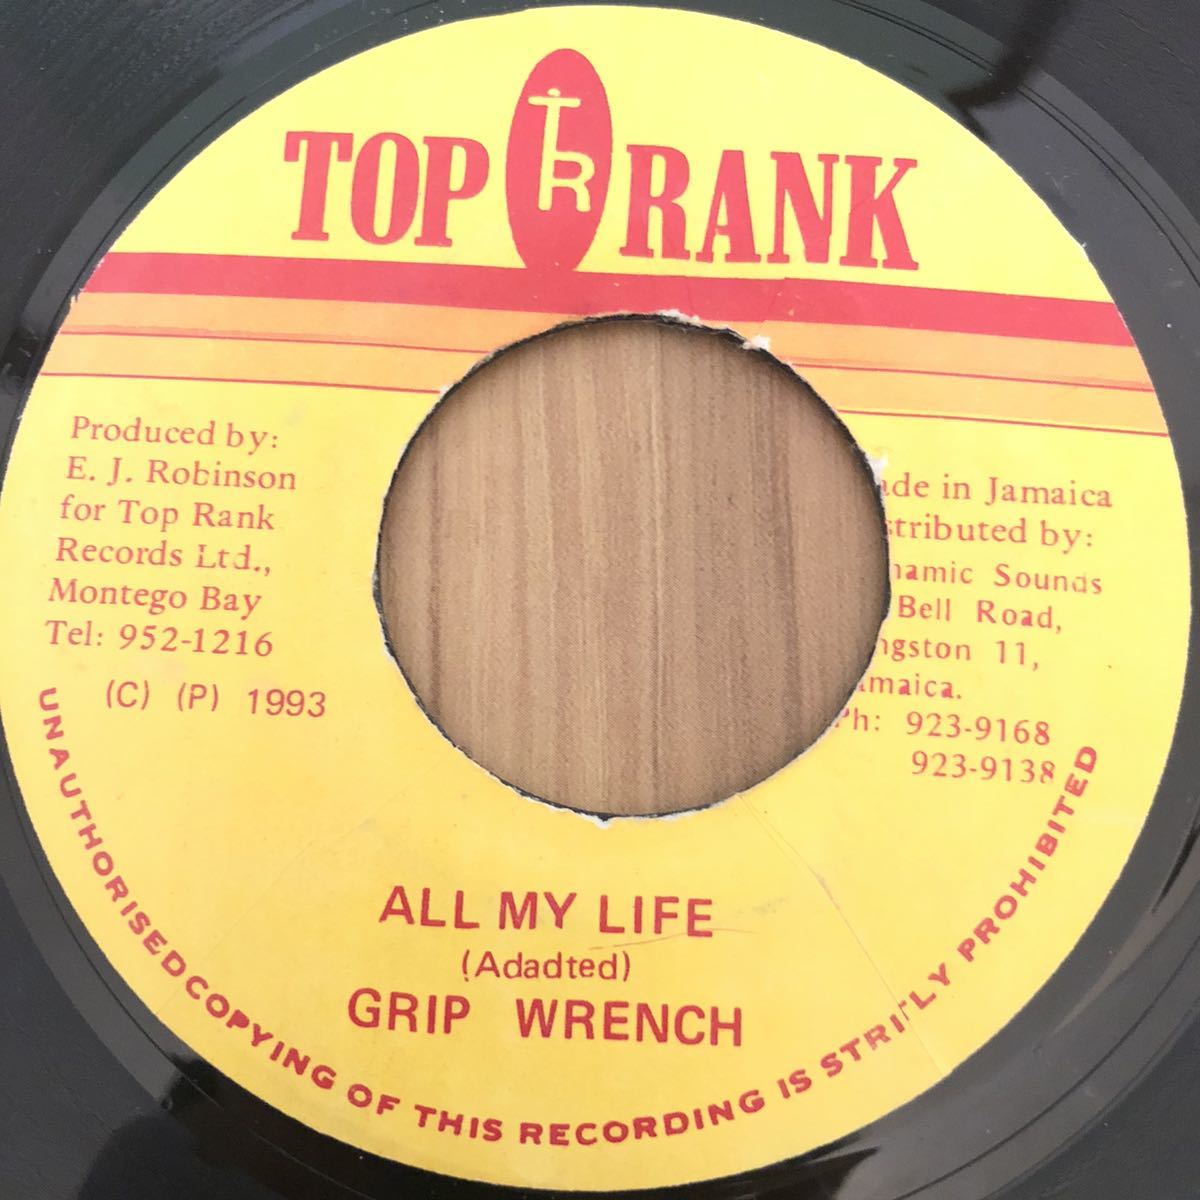 TOP TR RANK
Produced by:
E. J. Robinson
for Top Rank
Records Ltd.,
Montego Bay
Tel: 952-1216
(C) (P) 1993
ade in Jamaica
stributed by:
namic Sounds
Bell Road,
ngston 11,
maica.
Ph: 923-9168
923-9138
ALL MY LIFE
(Adadted)
GRIP WRENCH
UNAUTHORISED COPYING OF THIS RECORDING IS STRITLY PROHIBITED